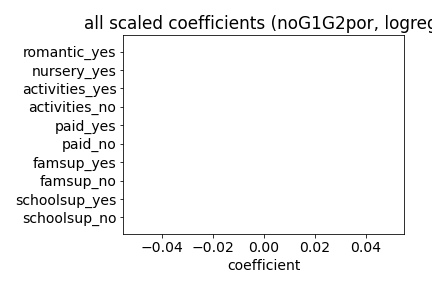 all scaled coefficients (noG1G2por, logreg
romantic_yes
nursery_yes
activities_yes
activities_no
paid_yes
paid_no
famsup_yes
famsup_no
schoolsup_yes
schoolsup_no
−0.04 −0.02 0.00 0.02 0.04
coefficient